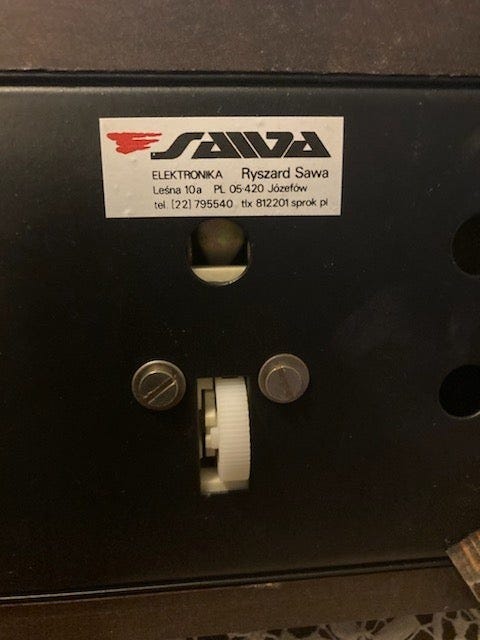 SAWA
ELEKTRONIKA Ryszard Sawa
Leśna 10a PL 05-420 Józefów
tel. (22) 795540 tlx 812201 sprok pl